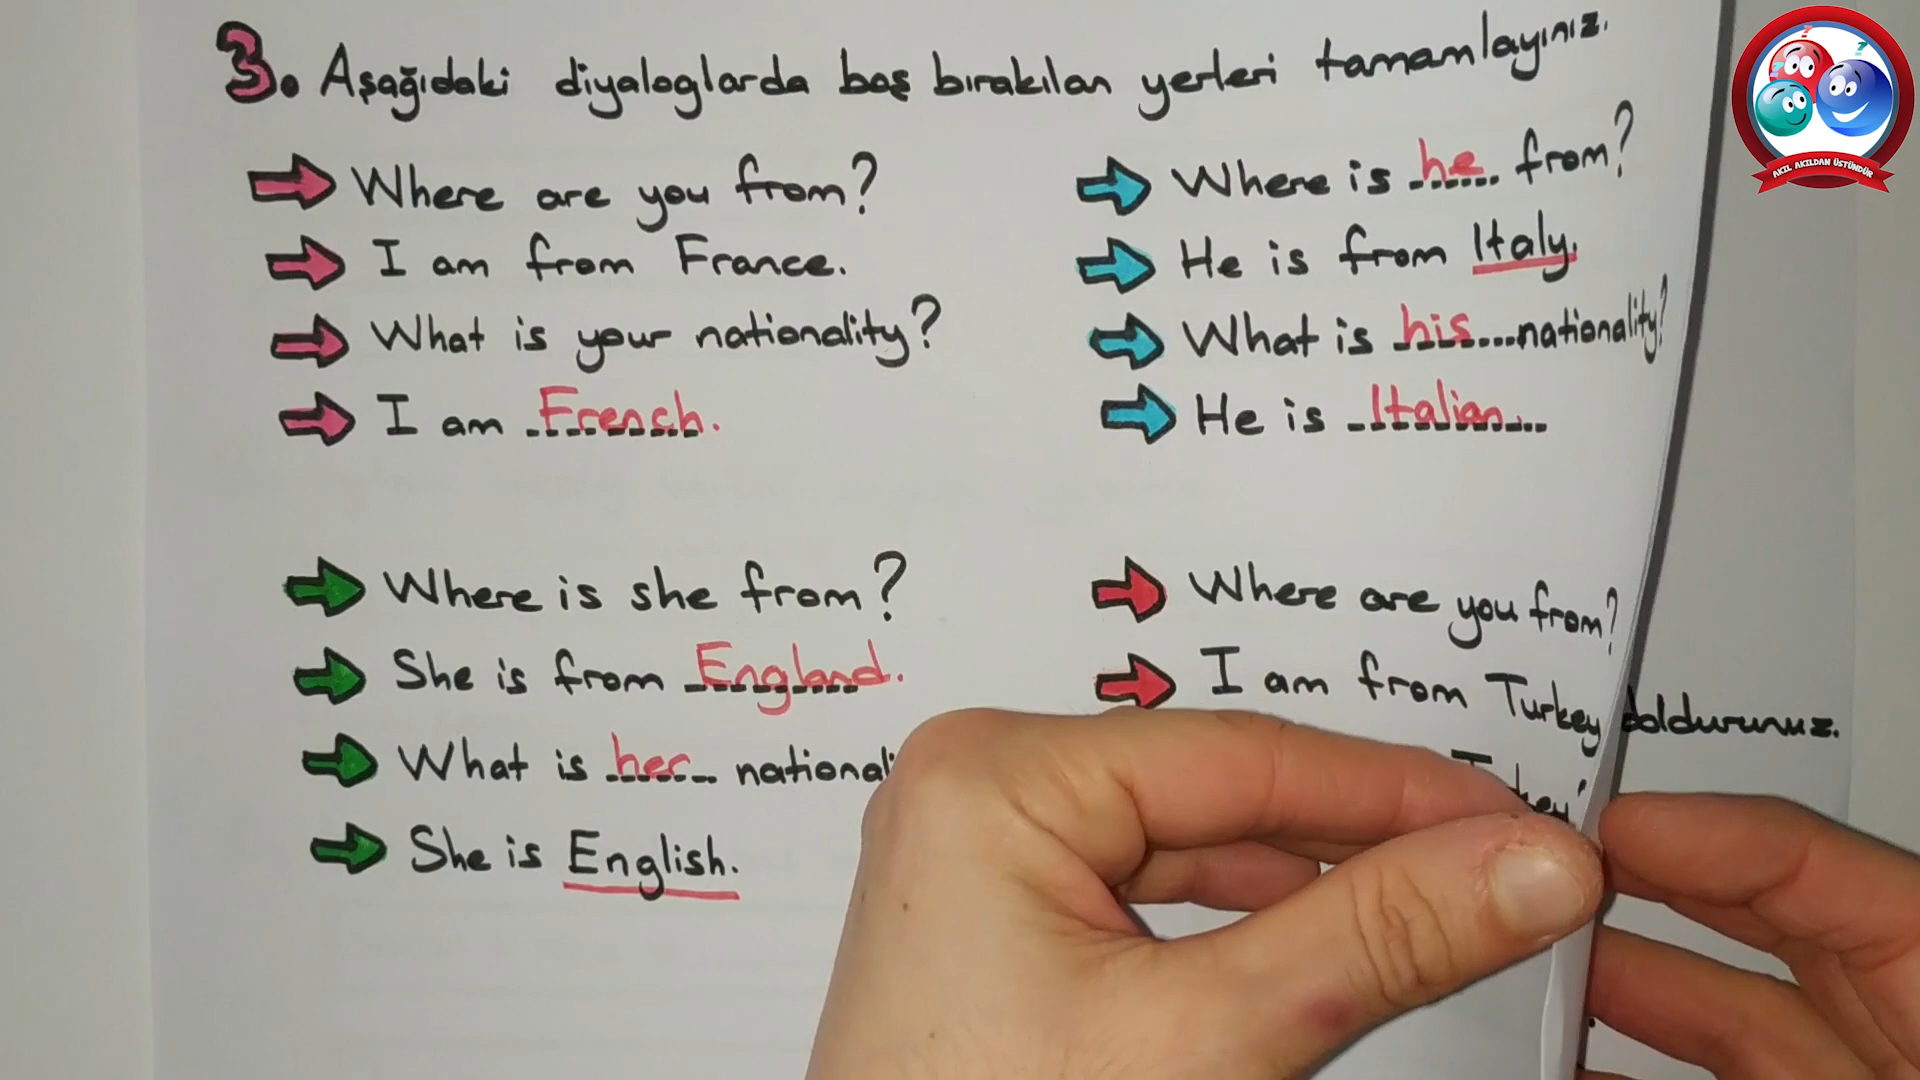 3. Aşağıdaki diyaloglarda boş bırakılan yerleri tamamlayınız.
Where are you from?
I am from France.
What is your nationality?
I am French.
Where is he from?
He is from Italy.
What is his nationality?
He is Italian
Where is she from?
She is from England.
What is her nationali
She is English.
Where are you from?
I am from Turkey
doldurunuz.
AKIL AKILDAN ÜSTÜNDÜR